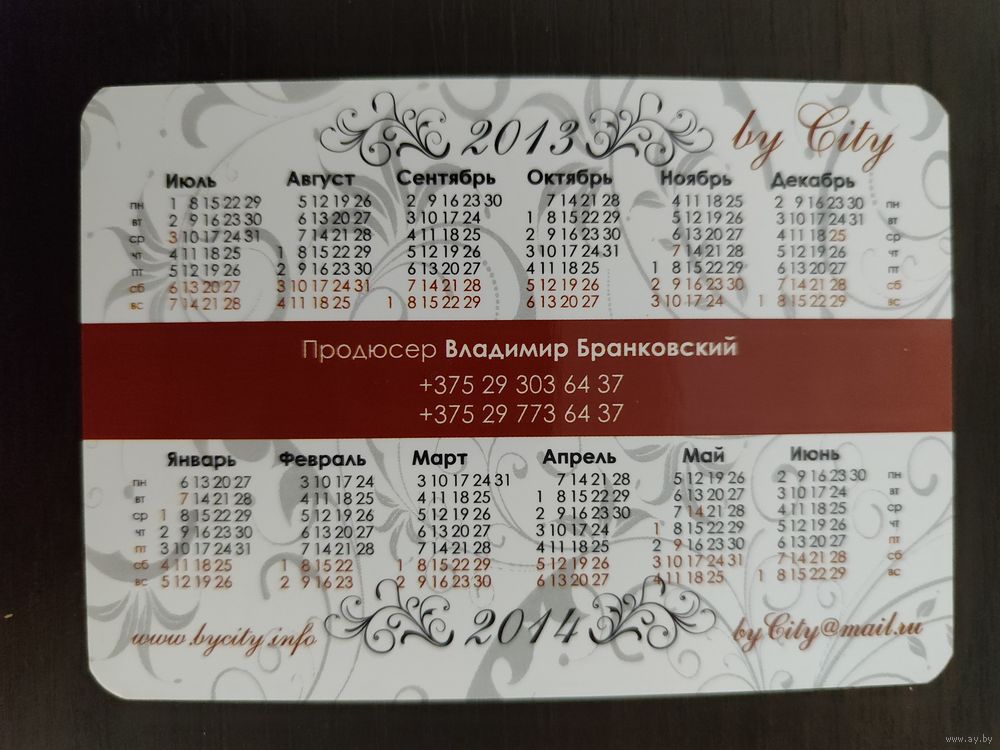 2013 by City
Июль Август Сентябрь Октябрь Ноябрь Декабрь
пн 1 8 15 22 29 5 12 19 26 2 9 16 23 30 7 14 21 28 4 11 18 25 2 9 16 23 30 пн
вт 2 9 16 23 30 6 13 20 27 3 10 17 24 1 8 15 22 29 5 12 19 26 3 10 17 24 31 вт
ср 3 10 17 24 31 7 14 21 28 4 11 18 25 2 9 16 23 30 6 13 20 27 4 11 18 25 ср
чт 4 11 18 25 1 8 15 22 29 5 12 19 26 3 10 17 24 31 7 14 21 28 5 12 19 26 чт
пт 5 12 19 26 2 9 16 23 30 6 13 20 27 4 11 18 25 1 8 15 22 29 6 13 20 27 пт
сб 6 13 20 27 3 10 17 24 31 7 14 21 28 5 12 19 26 2 9 16 23 30 7 14 21 28 сб
вс 7 14 21 28 4 11 18 25 1 8 15 22 29 6 13 20 27 3 10 17 24 1 8 15 22 29 вс
Продюсер Владимир Бранковский
+375 29 303 64 37
+375 29 773 64 37
Январь Февраль Март Апрель Май Июнь
пн 6 13 20 27 3 10 17 24 3 10 17 24 31 7 14 21 28 5 12 19 26 2 9 16 23 30 пн
вт 7 14 21 28 4 11 18 25 4 11 18 25 1 8 15 22 29 6 13 20 27 3 10 17 24 вт
ср 1 8 15 22 29 5 12 19 26 5 12 19 26 2 9 16 23 30 7 14 21 28 4 11 18 25 ср
чт 2 9 16 23 30 6 13 20 27 6 13 20 27 3 10 17 24 1 8 15 22 29 5 12 19 26 чт
пт 3 10 17 24 31 7 14 21 28 7 14 21 28 4 11 18 25 2 9 16 23 30 6 13 20 27 пт
сб 4 11 18 25 1 8 15 22 1 8 15 22 29 5 12 19 26 3 10 17 24 31 7 14 21 28 сб
вс 5 12 19 26 2 9 16 23 2 9 16 23 30 6 13 20 27 4 11 18 25 1 8 15 22 29 вс
www.bycity.info 2014 byCity@mail.ru
www.ay.by